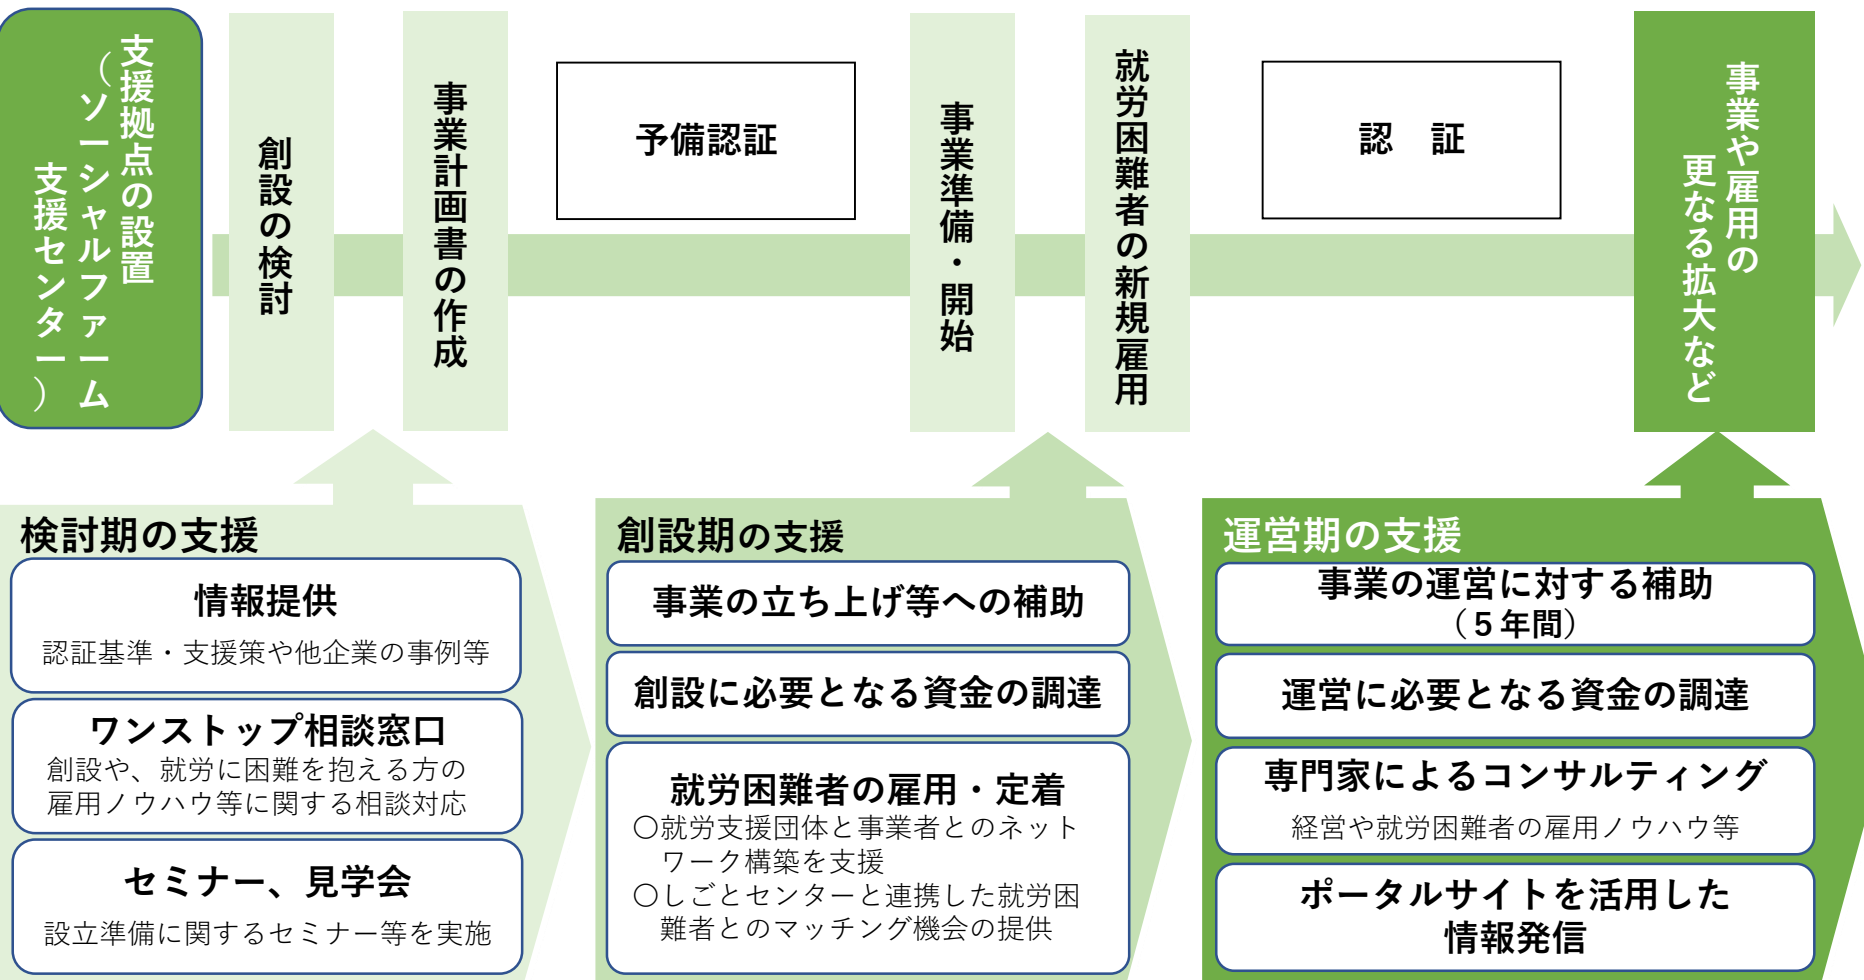 支援拠点の設置
（ソーシャルファーム
支援センター）
創設の検討
事業計画書の作成
予備認証
事業準備・開始
就労困難者の新規雇用
認　証
事業や雇用の
更なる拡大など
検討期の支援
情報提供
認証基準・支援策や他企業の事例等
ワンストップ相談窓口
創設や、就労に困難を抱える方の
雇用ノウハウ等に関する相談対応
セミナー、見学会
設立準備に関するセミナー等を実施
創設期の支援
事業の立ち上げ等への補助
創設に必要となる資金の調達
就労困難者の雇用・定着
〇就労支援団体と事業者とのネット
ワーク構築を支援
〇しごとセンターと連携した就労困
難者とのマッチング機会の提供
運営期の支援
事業の運営に対する補助
（５年間）
運営に必要となる資金の調達
専門家によるコンサルティング
経営や就労困難者の雇用ノウハウ等
ポータルサイトを活用した
情報発信